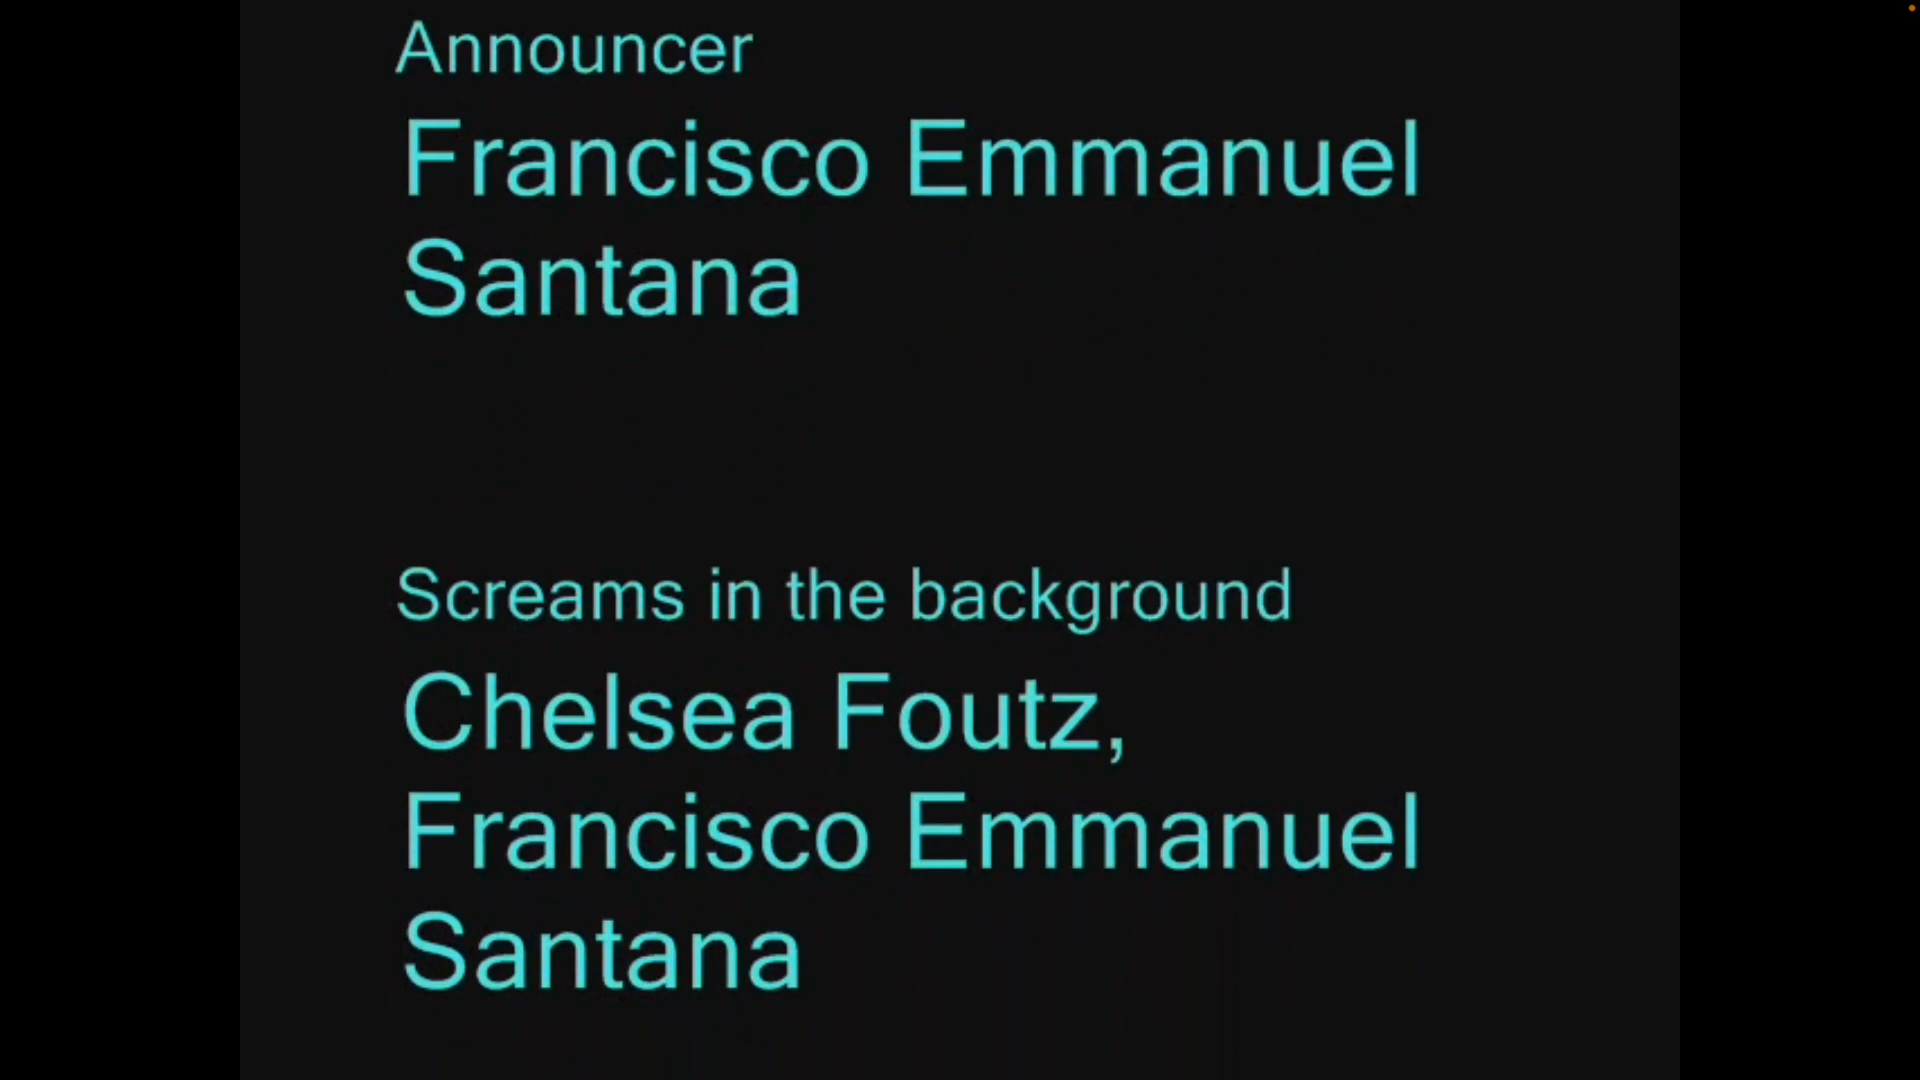 Announcer
Francisco Emmanuel
Santana
Screams in the background
Chelsea Foutz,
Francisco Emmanuel
Santana